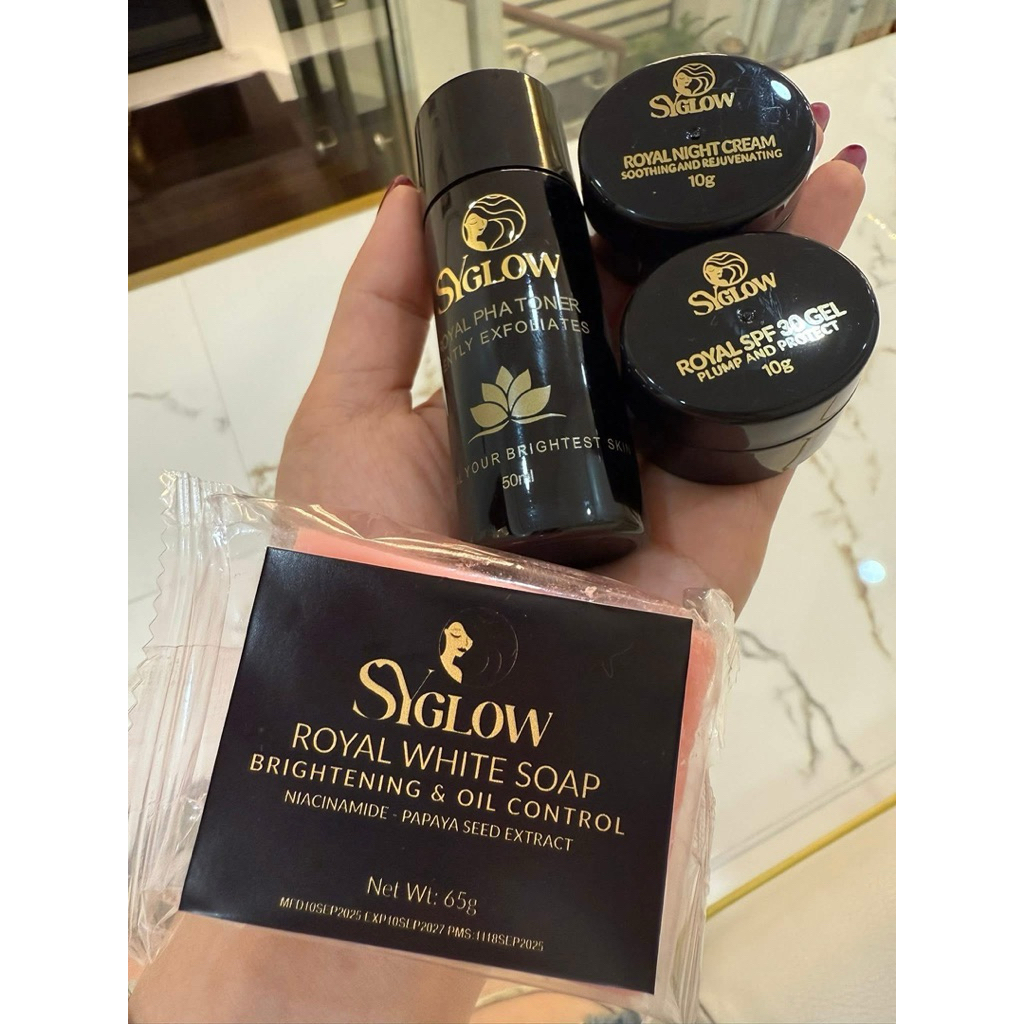 SYGLOW
ROYAL NIGHT CREAM
SOOTHING AND REJUVENATING
10g
SYGLOW
ROYAL SPF 30 GEL
PLUMP AND PROTECT
10g
SYGLOW
PHA TONER
EXFOLIATES
YOUR BRIGHTEST SKIN
50ml
SYGLOW
ROYAL WHITE SOAP
BRIGHTENING & OIL CONTROL
NIACINAMIDE - PAPAYA SEED EXTRACT
Net Wt: 65g
MFD10SEP2025 EXP10SEP2027 PMS:1118SEP2025